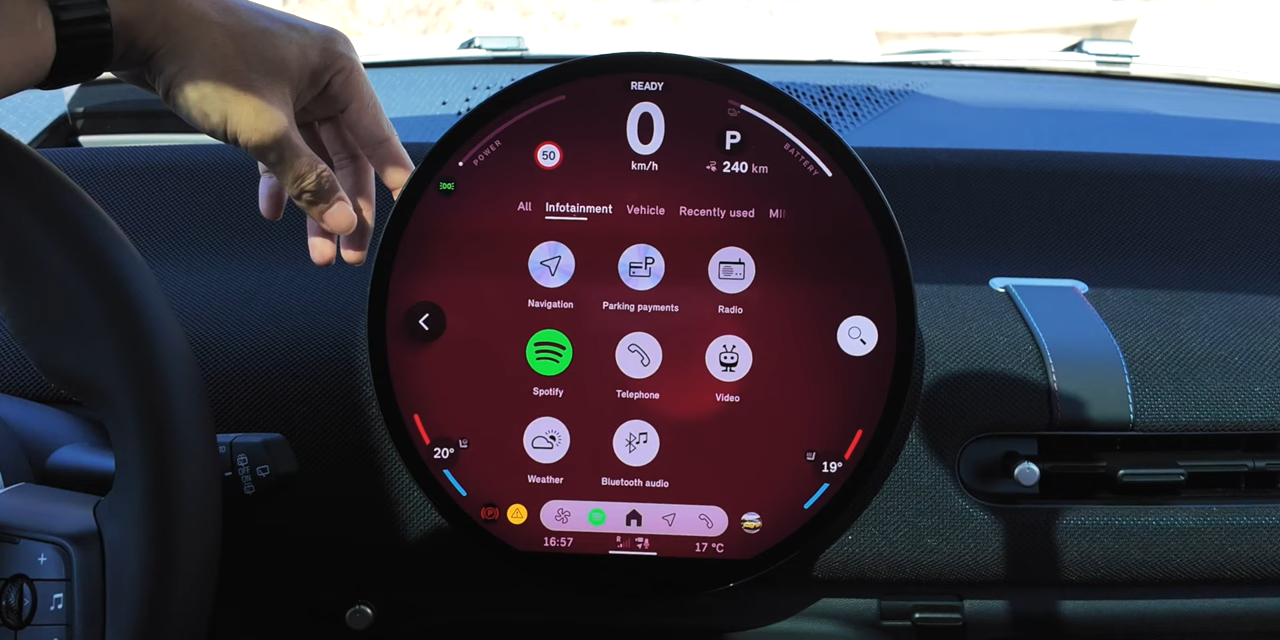 READY
0
km/h
50
P
240 km
POWER
BATTERY
All Infotainment Vehicle Recently used MI
Navigation Parking payments Radio
Spotify Telephone Video
Weather Bluetooth audio
20° 19°
16:57 R 17 °C